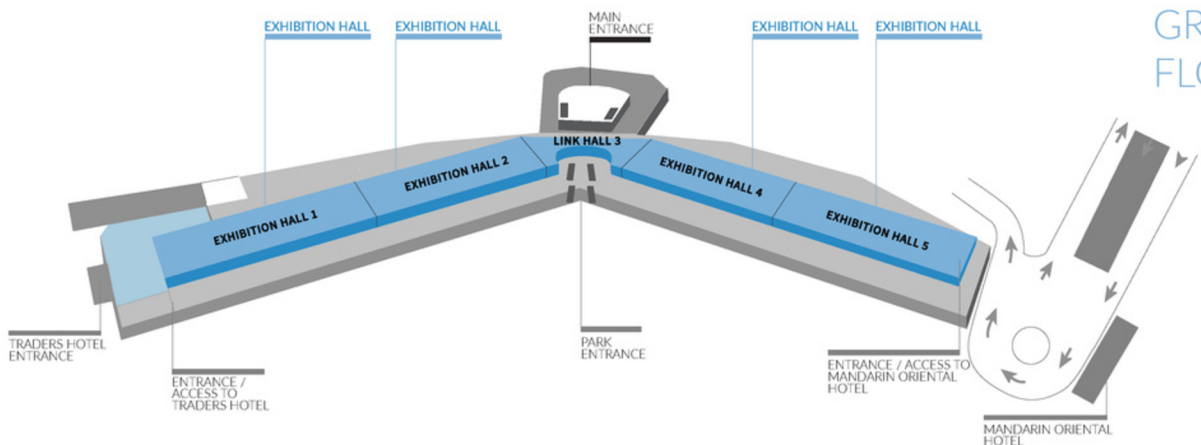 EXHIBITION HALL
EXHIBITION HALL
MAIN
ENTRANCE
EXHIBITION HALL
EXHIBITION HALL
GR
FLO
LINK HALL 3
EXHIBITION HALL 2
EXHIBITION HALL 4
EXHIBITION HALL 1
EXHIBITION HALL 5
TRADERS HOTEL
ENTRANCE
PARK
ENTRANCE
ENTRANCE / ACCESS TO
MANDARIN ORIENTAL
HOTEL
ENTRANCE /
ACCESS TO
TRADERS HOTEL
MANDARIN ORIENTAL
HOTEL